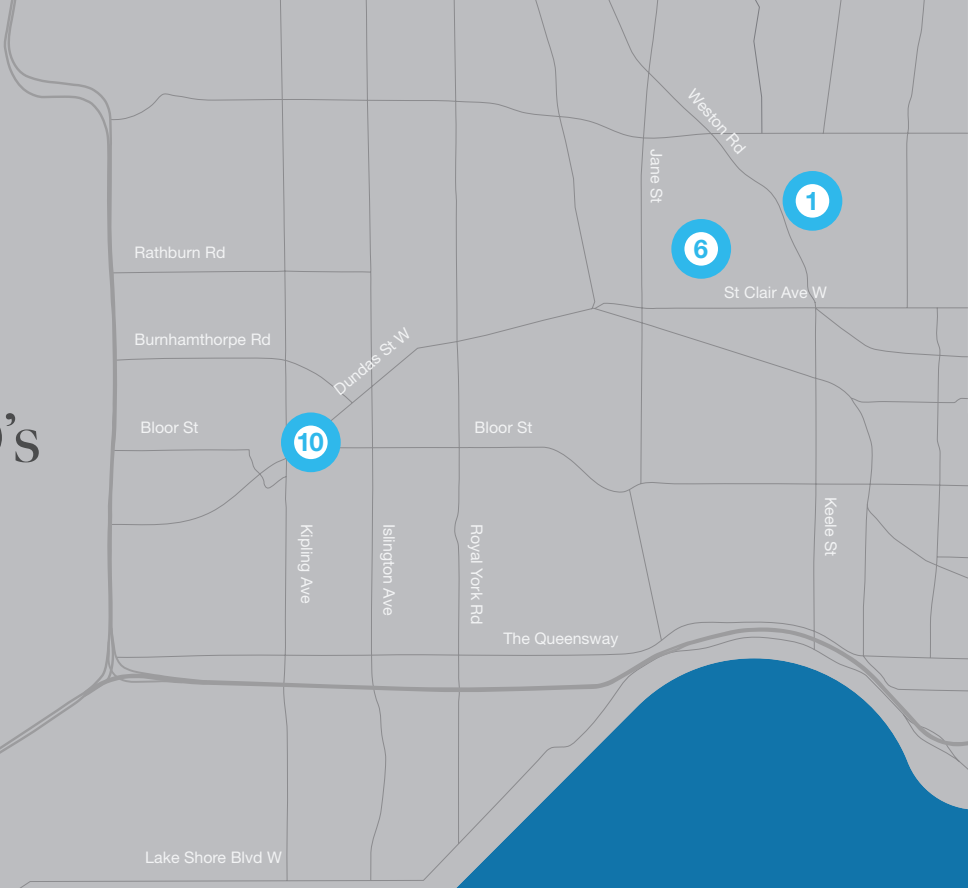 Weston Rd
Jane St
1
6
Rathburn Rd
St Clair Ave W
Burnhamthorpe Rd
Dundas St W
’s
Bloor St
10
Bloor St
Kipling Ave
Islington Ave
Royal York Rd
Keele St
The Queensway
Lake Shore Blvd W